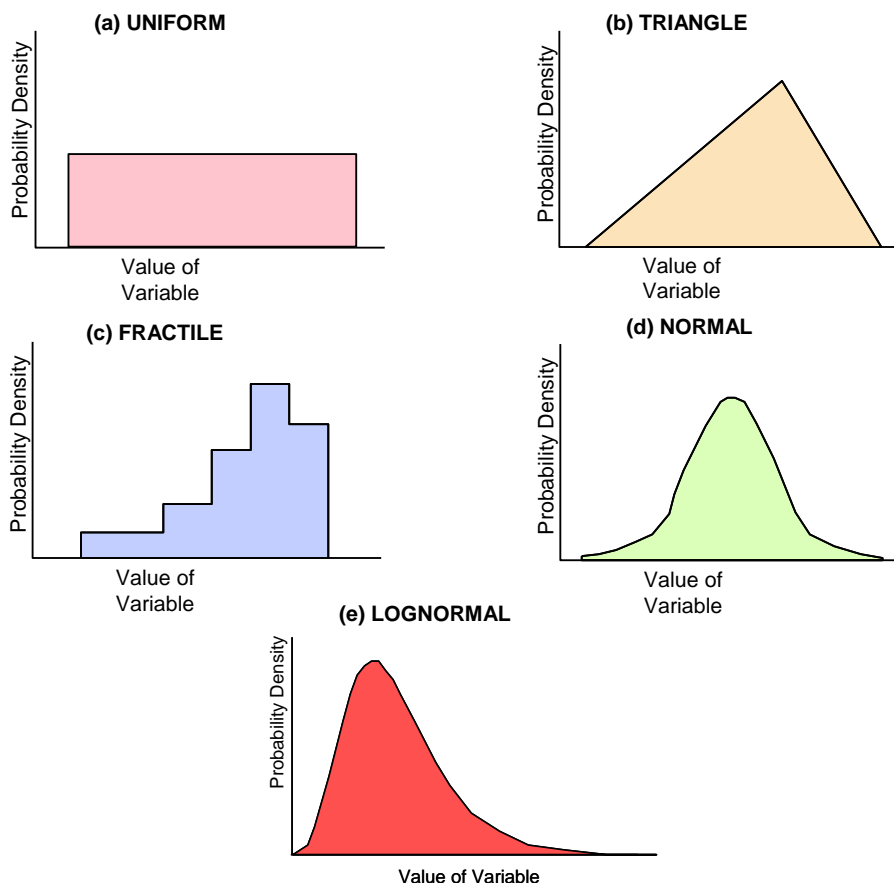 (a) UNIFORM
Probability Density
Value of
Variable
(b) TRIANGLE
Probability Density
Value of
Variable
(c) FRACTILE
Probability Density
Value of
Variable
(d) NORMAL
Probability Density
Value of
Variable
(e) LOGNORMAL
Probability Density
Value of Variable